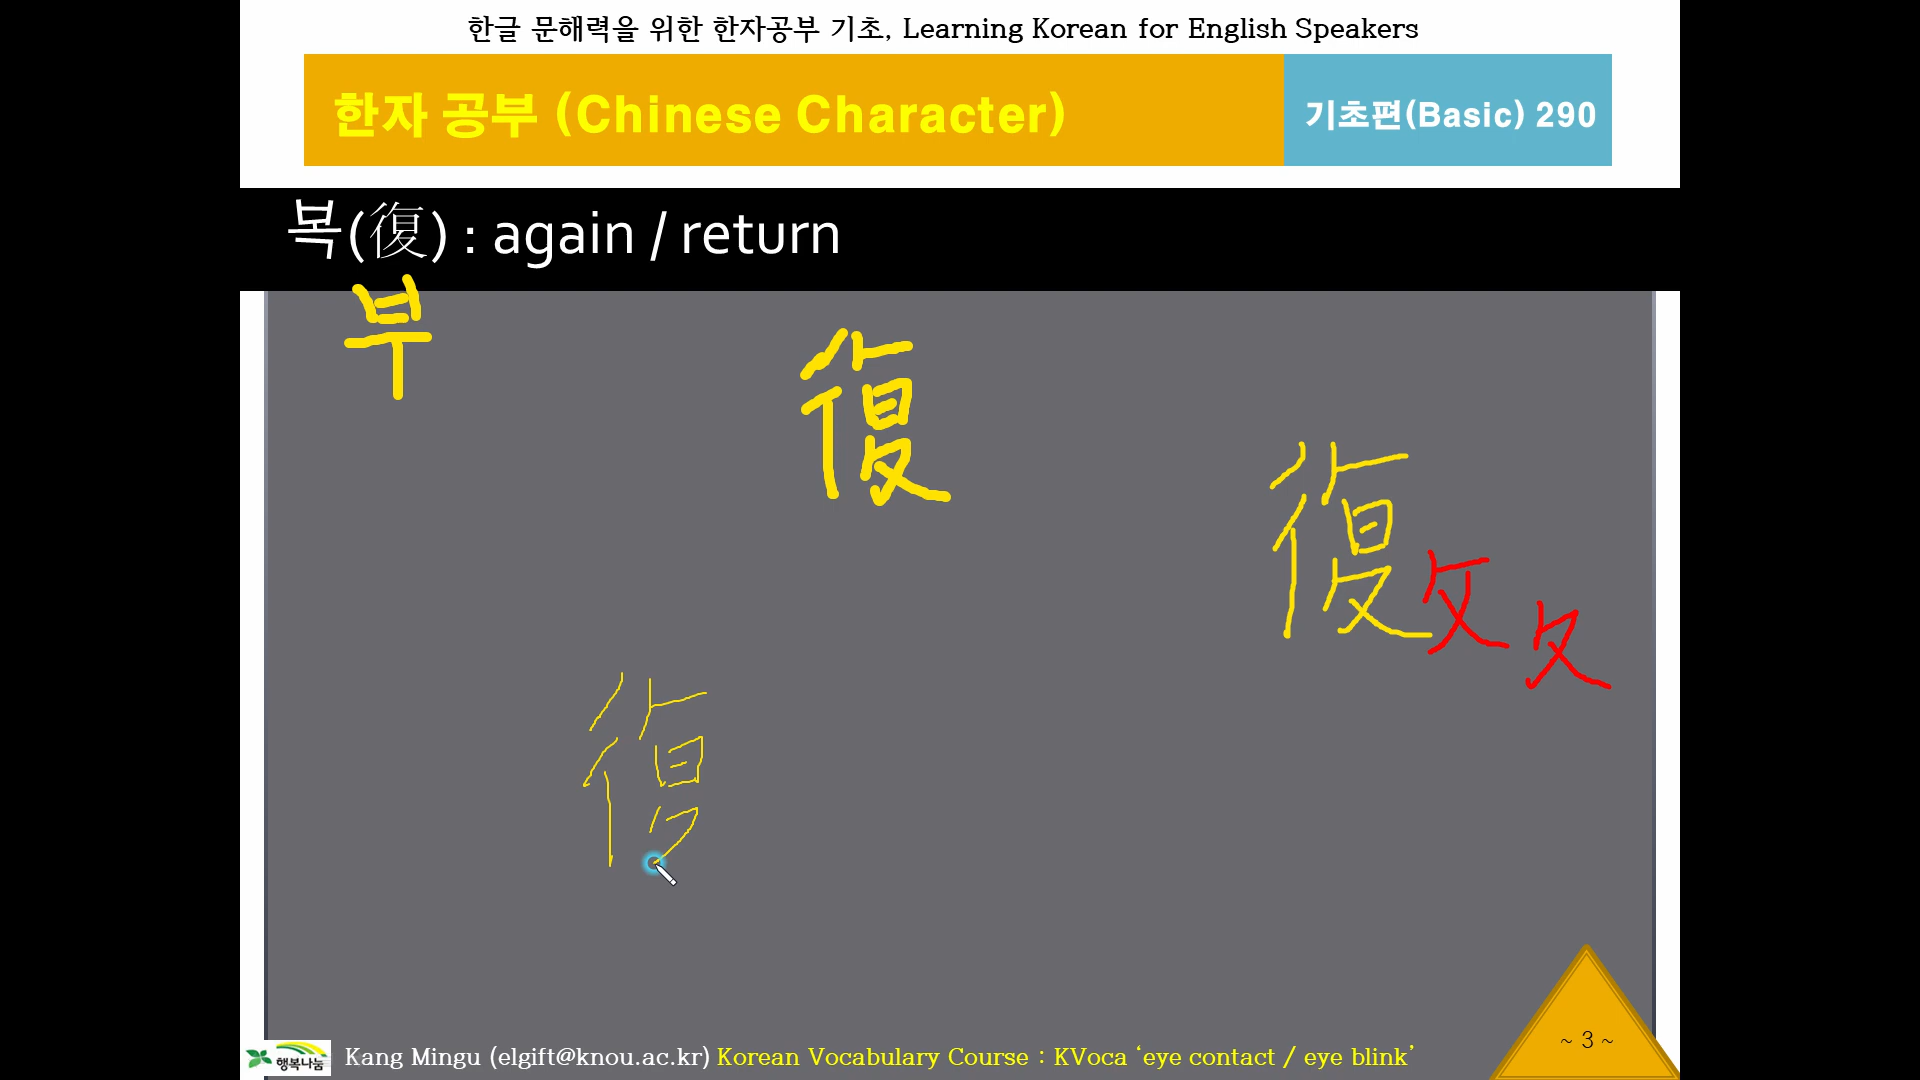 한글 문해력을 위한 한자공부 기초, Learning Korean for English Speakers
한자 공부 (Chinese Character)
기초편(Basic) 290
복(復) : again / return
부
復
復
攵 夂
~ 3 ~
행복나눔
Kang Mingu (elgift@knou.ac.kr) Korean Vocabulary Course : KVoca ‘eye contact / eye blink’